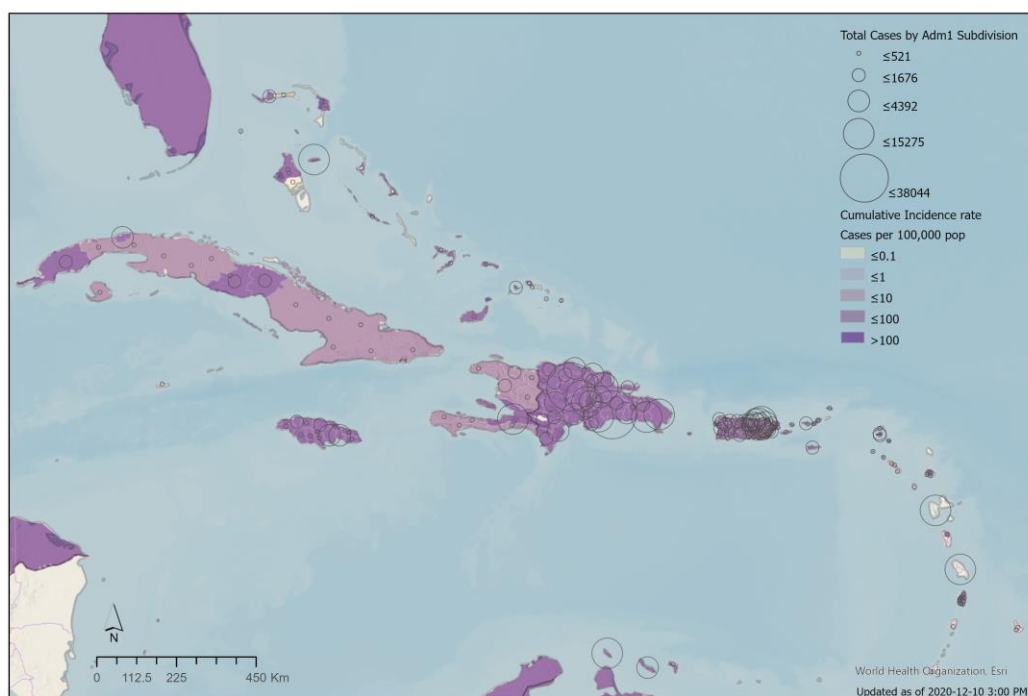 Total Cases by Adm1 Subdivision
≤521
≤1676
≤4392
≤15275
≤38044
Cumulative Incidence rate
Cases per 100,000 pop
≤0.1
≤1
≤10
≤100
>100
N
0 112.5 225 450 Km
World Health Organization, Esri
Updated as of 2020-12-10 3:00 PM